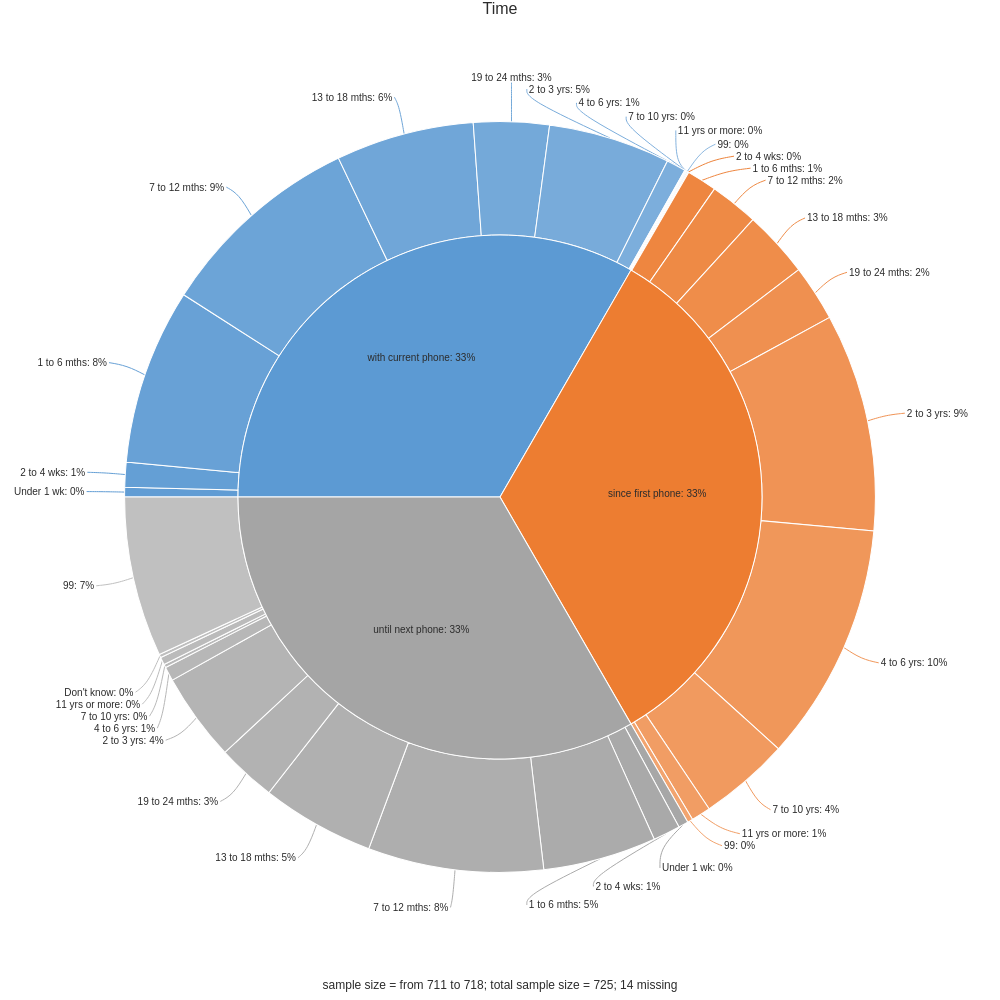 Time
19 to 24 mths: 3%
2 to 3 yrs: 5%
13 to 18 mths: 6%
4 to 6 yrs: 1%
7 to 10 yrs: 0%
11 yrs or more: 0%
99: 0%
2 to 4 wks: 0%
1 to 6 mths: 1%
7 to 12 mths: 2%
7 to 12 mths: 9%
13 to 18 mths: 3%
19 to 24 mths: 2%
with current phone: 33%
1 to 6 mths: 8%
2 to 3 yrs: 9%
2 to 4 wks: 1%
Under 1 wk: 0%
since first phone: 33%
99: 7%
until next phone: 33%
4 to 6 yrs: 10%
Don't know: 0%
11 yrs or more: 0%
7 to 10 yrs: 0%
4 to 6 yrs: 1%
2 to 3 yrs: 4%
19 to 24 mths: 3%
7 to 10 yrs: 4%
11 yrs or more: 1%
99: 0%
13 to 18 mths: 5%
Under 1 wk: 0%
2 to 4 wks: 1%
1 to 6 mths: 5%
7 to 12 mths: 8%
sample size = from 711 to 718; total sample size = 725; 14 missing